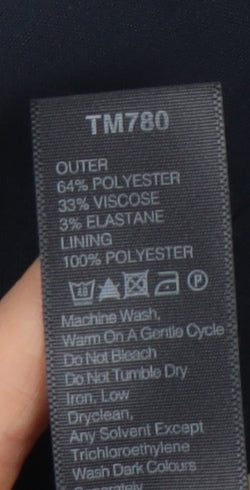 TM780
OUTER
64% POLYESTER
33% VISCOSE
3% ELASTANE
LINING
100% POLYESTER
Machine Wash,
Warm On A Gentle Cycle
Do Not Bleach
Do Not Tumble Dry
Iron, Low
Dryclean,
Any Solvent Except
Trichloroethylene
Wash Dark Colours
Separately